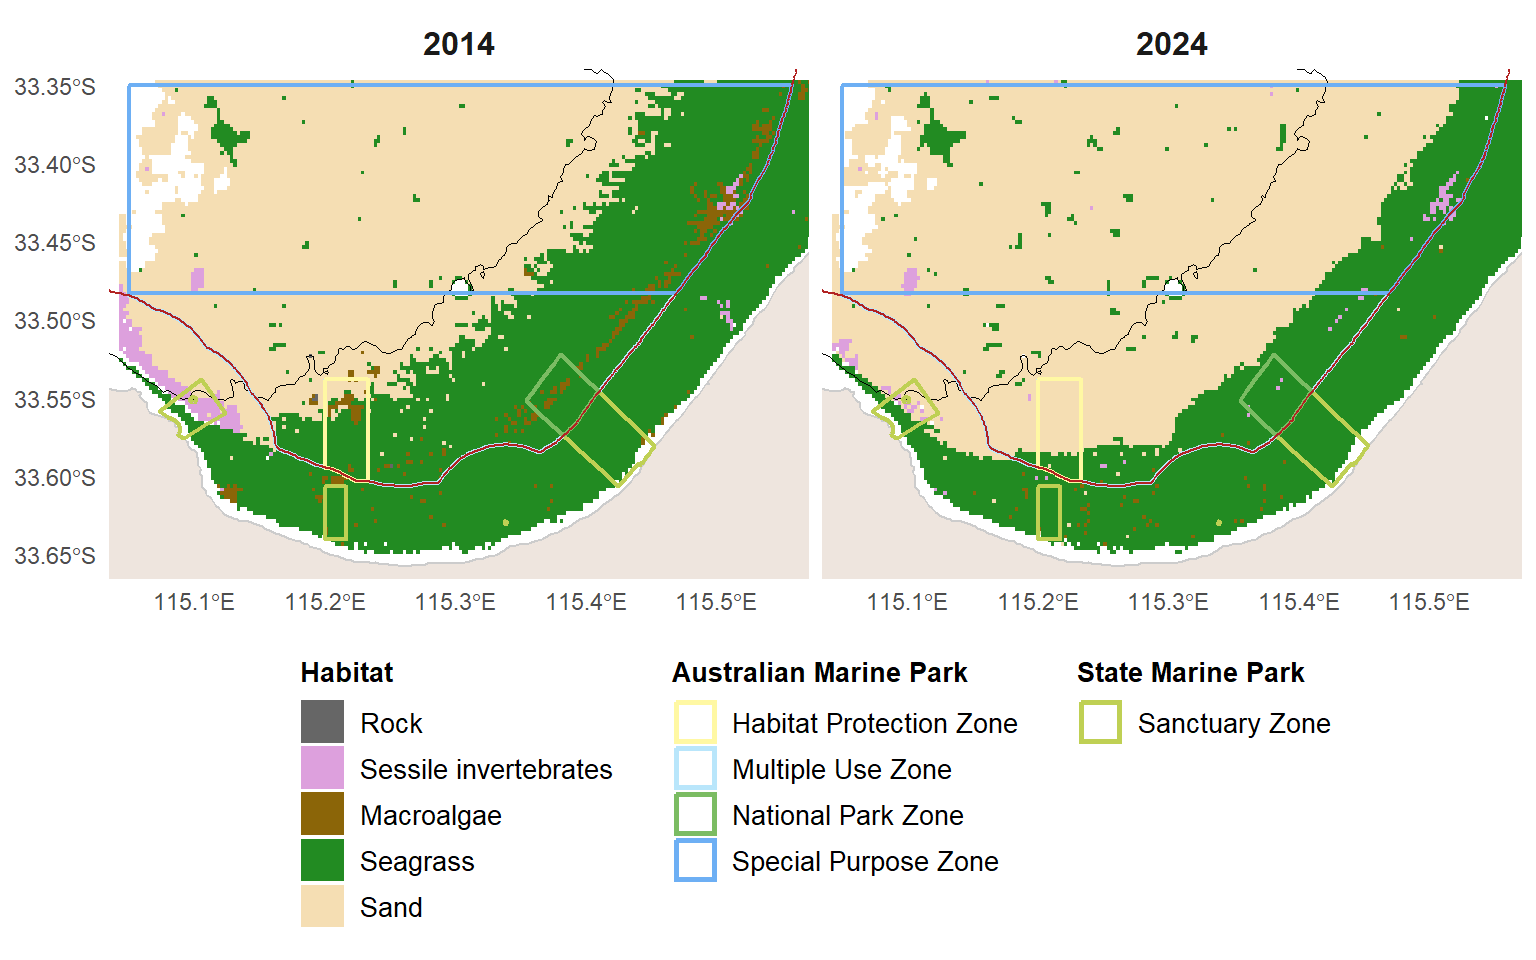 2014
2024
33.35°S
33.40°S
33.45°S
33.50°S
33.55°S
33.60°S
33.65°S
115.1°E 115.2°E 115.3°E 115.4°E 115.5°E
115.1°E 115.2°E 115.3°E 115.4°E 115.5°E
Habitat
Rock
Sessile invertebrates
Macroalgae
Seagrass
Sand
Australian Marine Park
Habitat Protection Zone
Multiple Use Zone
National Park Zone
Special Purpose Zone
State Marine Park
Sanctuary Zone